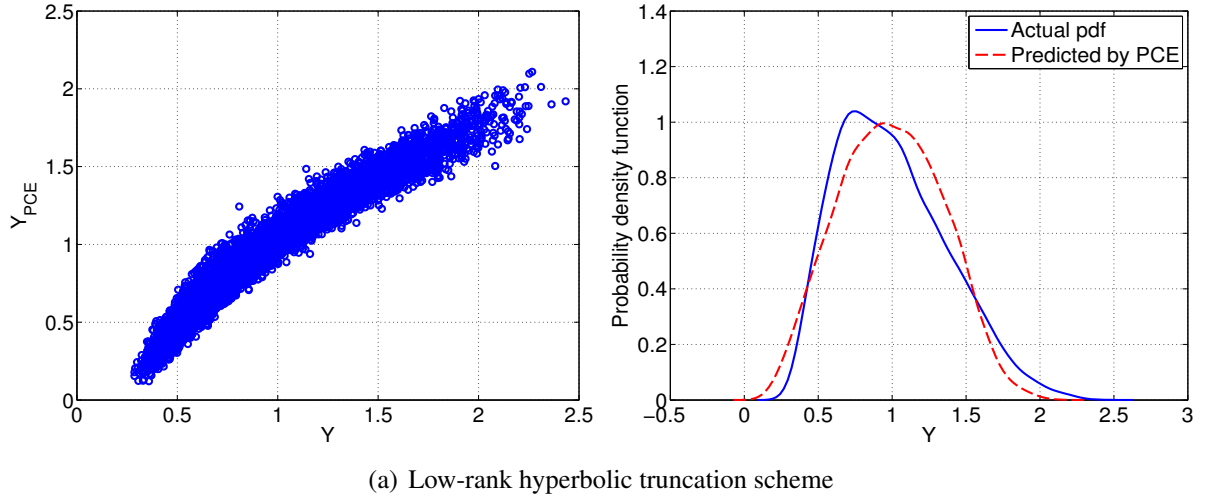 2.5
2
1.5
1
0.5
0
0 0.5 1 1.5 2 2.5
Y_PCE
Y
1.4
1.2
1
0.8
0.6
0.4
0.2
0
−0.5 0 0.5 1 1.5 2 2.5 3
Probability density function
Y
Actual pdf
Predicted by PCE
(a) Low-rank hyperbolic truncation scheme